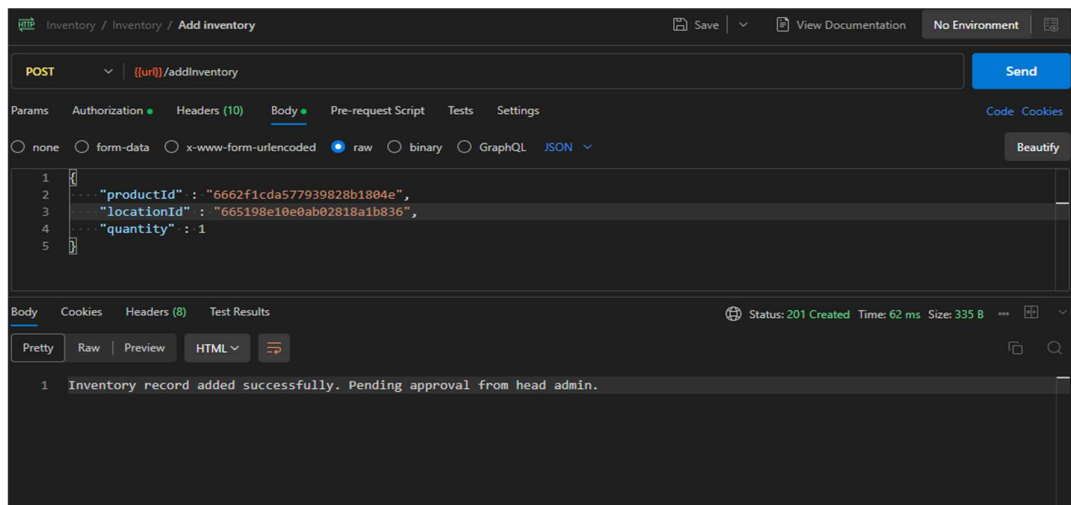 HTTP Inventory / Inventory / Add inventory Save View Documentation No Environment
POST {{url}}/addInventory Send
Params Authorization Headers (10) Body Pre-request Script Tests Settings Code Cookies
none form-data x-www-form-urlencoded raw binary GraphQL JSON Beautify
1 {
2 "productId" : "6662f1cda577939828b1804e",
3 "locationId" : "665198e10e0ab02818a1b836",
4 "quantity" : 1
5 }
Body Cookies Headers (8) Test Results Status: 201 Created Time: 62 ms Size: 335 B
Pretty Raw Preview HTML
1 Inventory record added successfully. Pending approval from head admin.